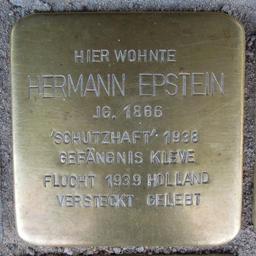 HIER WOHNTE
HERMANN EPSTEIN
JG. 1866
'SCHUTZHAFT' 1938
GEFÄNGNIS KLEVE
FLUCHT 1939 HOLLAND
VERSTECKT GELEBT